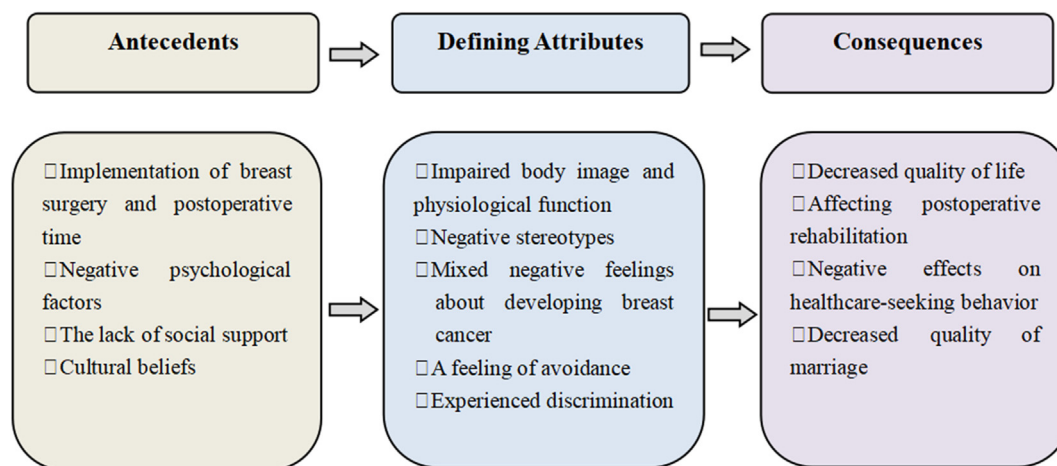 Antecedents
Defining Attributes
Consequences
□Implementation of breast
surgery and postoperative
time
□Negative psychological
factors
□The lack of social support
□Cultural beliefs
□Impaired body image and
physiological function
□Negative stereotypes
□Mixed negative feelings
about developing breast
cancer
□A feeling of avoidance
□Experienced discrimination
□Decreased quality of life
□Affecting postoperative
rehabilitation
□Negative effects on
healthcare-seeking behavior
□Decreased quality of
marriage